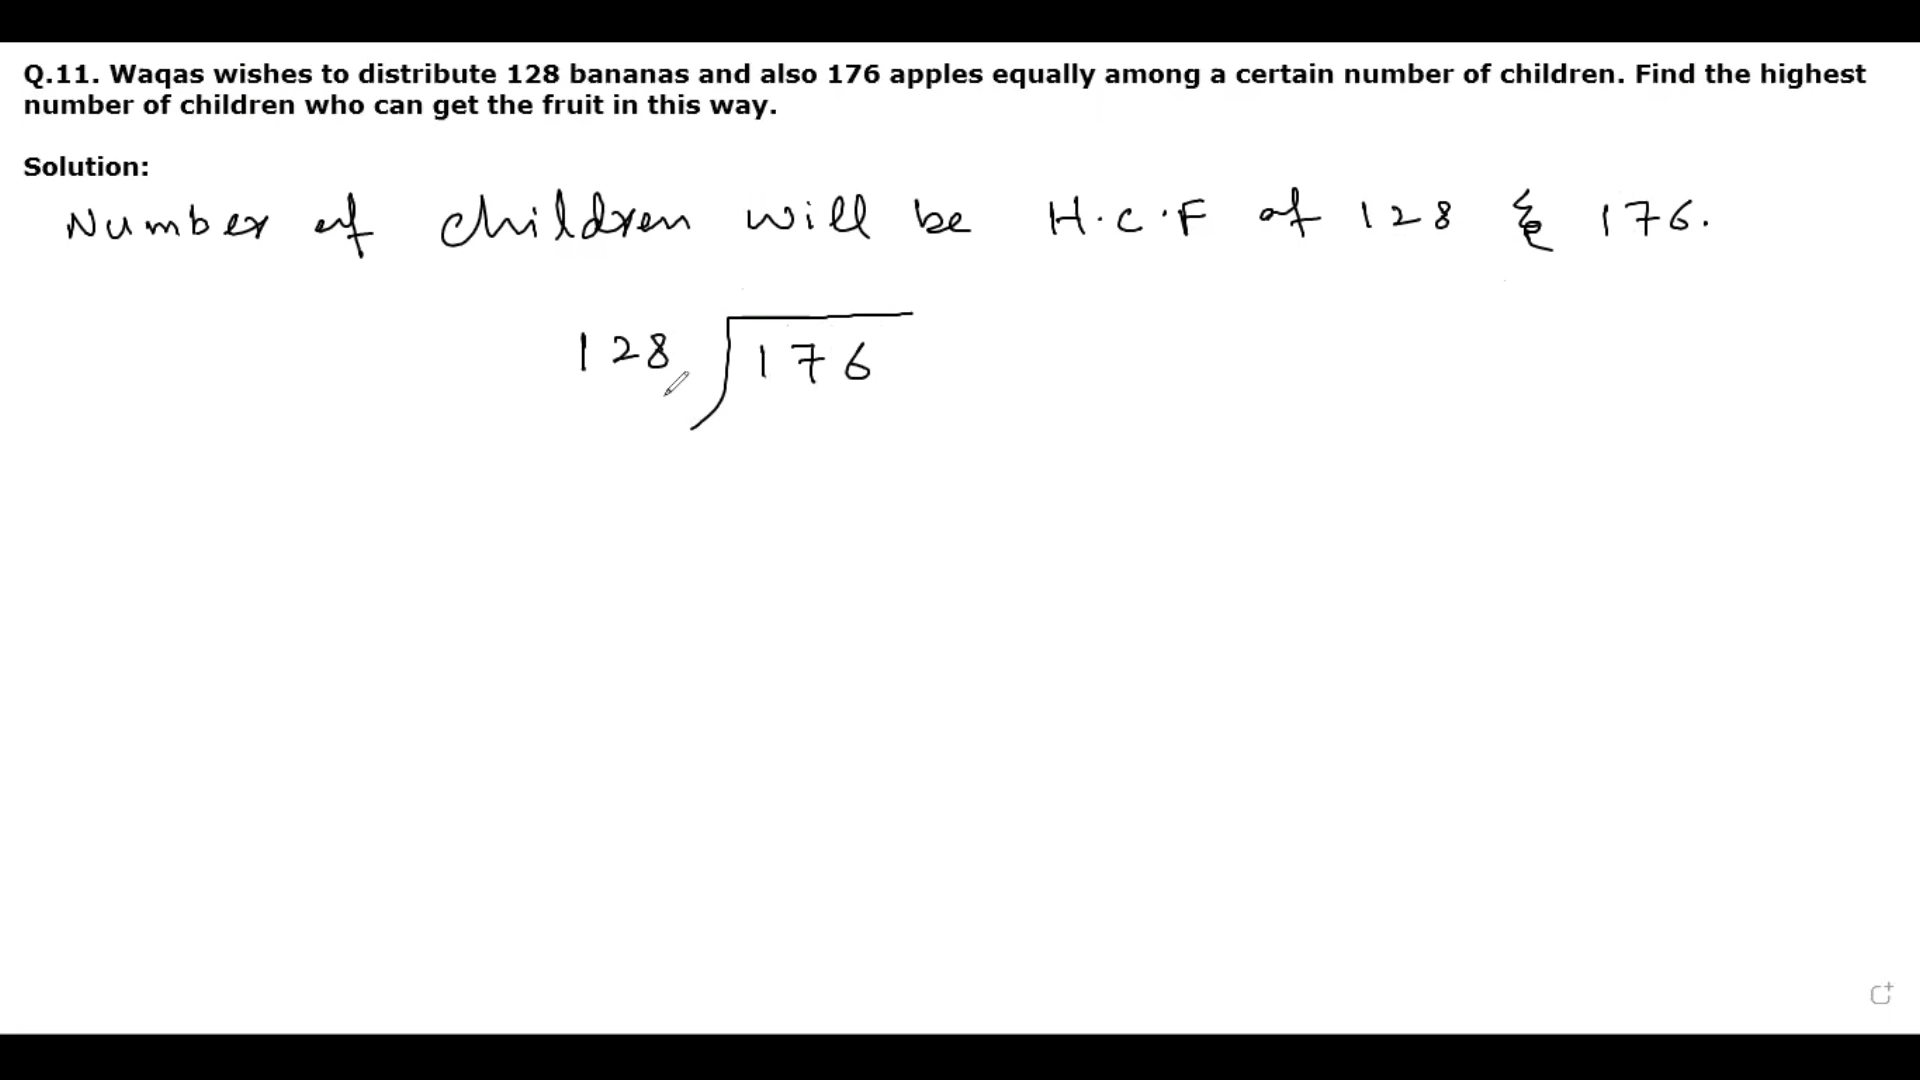 Q.11. Waqas wishes to distribute 128 bananas and also 176 apples equally among a certain number of children. Find the highest
number of children who can get the fruit in this way.
Solution:
Number of children will be H.C.F of 128 & 176.
128 176